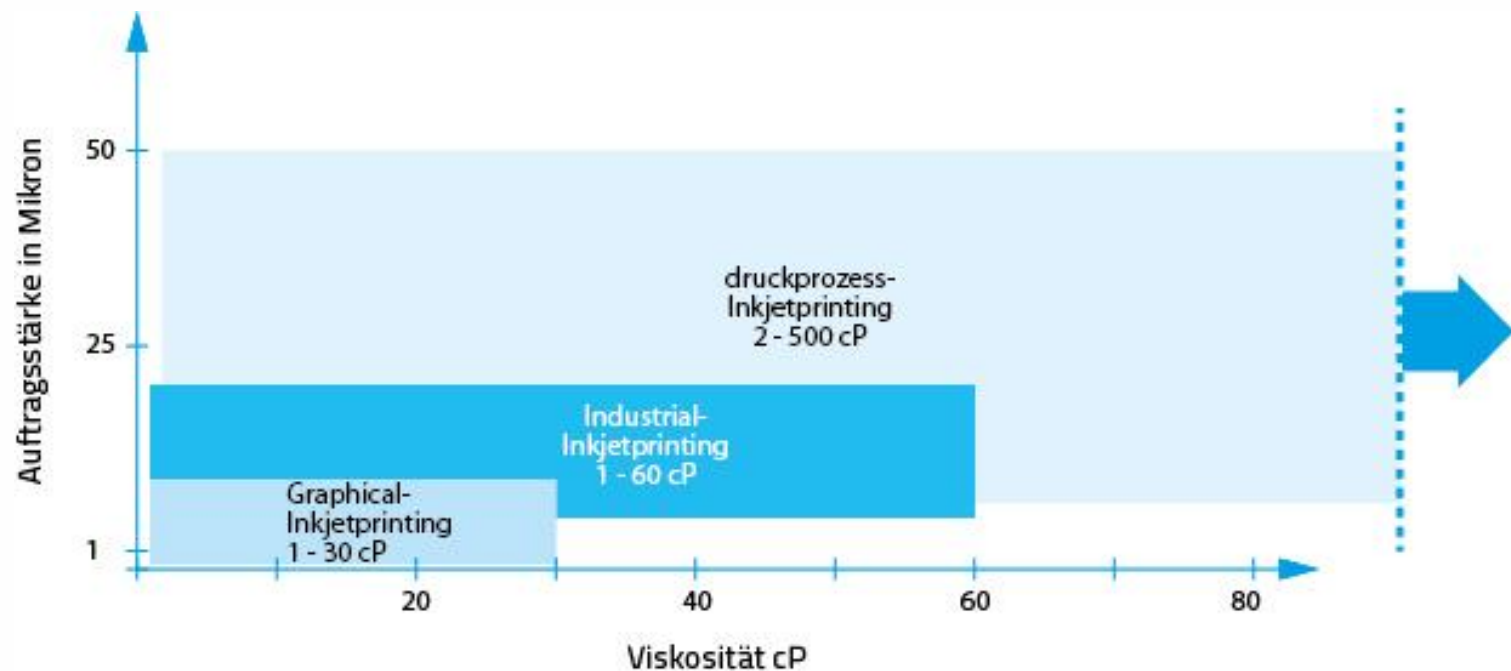 Auftragsstärke in Mikron
50
25
1
druckprozess-
Inkjetprinting
2 - 500 cP
Industrial-
Inkjetprinting
1 - 60 cP
Graphical-
Inkjetprinting
1 - 30 cP
20
40
60
80
Viskosität cP